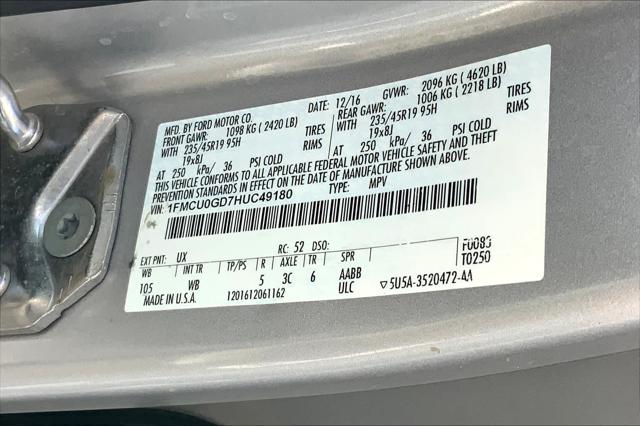 MFD. BY FORD MOTOR CO. DATE: 12/16 GVWR: 2096 KG ( 4620 LB)
FRONT GAWR: 1098 KG ( 2420 LB) REAR GAWR: 1006 KG ( 2218 LB)
WITH 235/45R19 95H TIRES WITH 235/45R19 95H TIRES
19x8J RIMS 19x8J RIMS
AT 250 kPa/ 36 PSI COLD AT 250 kPa/ 36 PSI COLD
THIS VEHICLE CONFORMS TO ALL APPLICABLE FEDERAL MOTOR VEHICLE SAFETY AND THEFT
PREVENTION STANDARDS IN EFFECT ON THE DATE OF MANUFACTURE SHOWN ABOVE.
1FMCU0GD7HUC49180 MPV
EXT PNT: UX RC: 52 DSO: F0083
WB INT TR TP/PS R AXLE TR SPR T0250
105 WB 5 3C 6 AABB
MADE IN U.S.A. 1201612061162 ULC ▽5U5A-3520472-AA